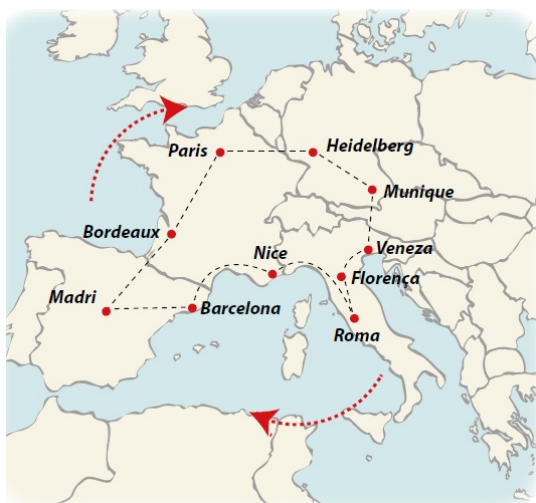 Paris
Heidelberg
Munique
Bordeaux
Veneza
Nice
Florença
Madri
Barcelona
Roma